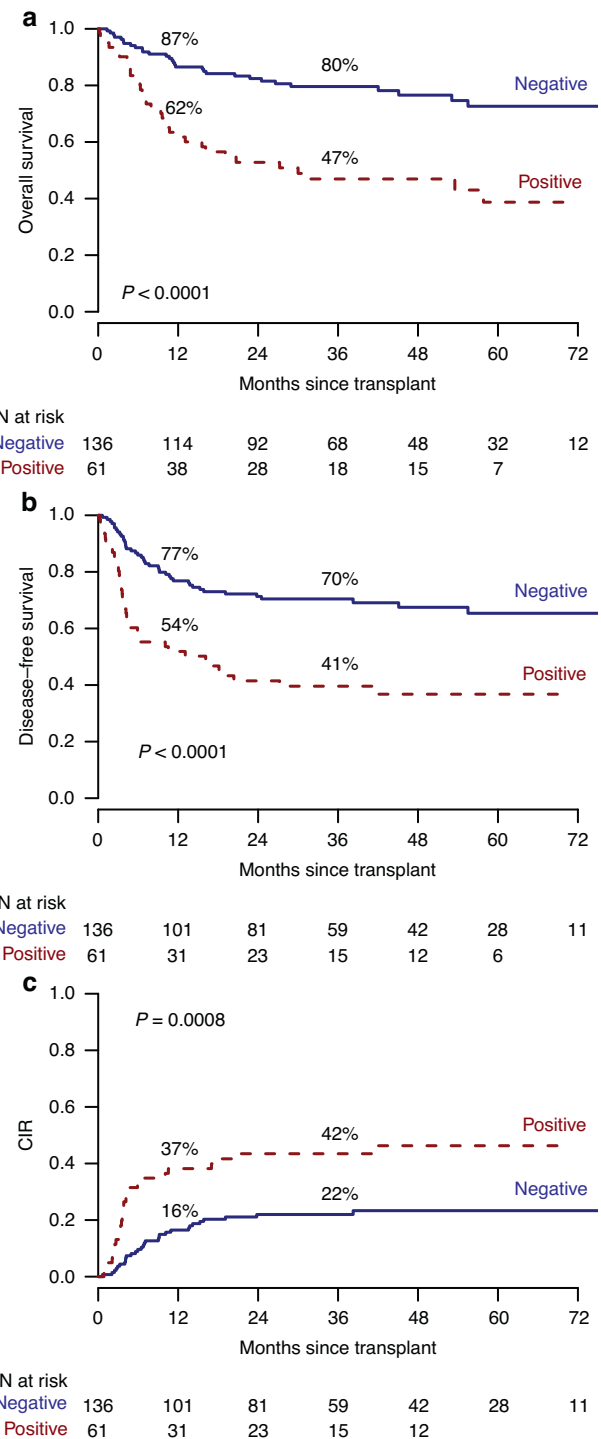 a
1.0
0.8
0.6
0.4
0.2
0.0
Overall survival
87%
80%
Negative
62%
47%
Positive
P < 0.0001
0 12 24 36 48 60 72
Months since transplant
N at risk
Negative 136 114 92 68 48 32 12
Positive 61 38 28 18 15 7
b
1.0
0.8
0.6
0.4
0.2
0.0
Disease–free survival
77%
70%
Negative
54%
41%
Positive
P < 0.0001
0 12 24 36 48 60 72
Months since transplant
N at risk
Negative 136 101 81 59 42 28 11
Positive 61 31 23 15 12 6
c
1.0
0.8
0.6
0.4
0.2
0.0
CIR
P = 0.0008
37%
42%
Positive
16%
22%
Negative
0 12 24 36 48 60 72
Months since transplant
N at risk
Negative 136 101 81 59 42 28 11
Positive 61 31 23 15 12